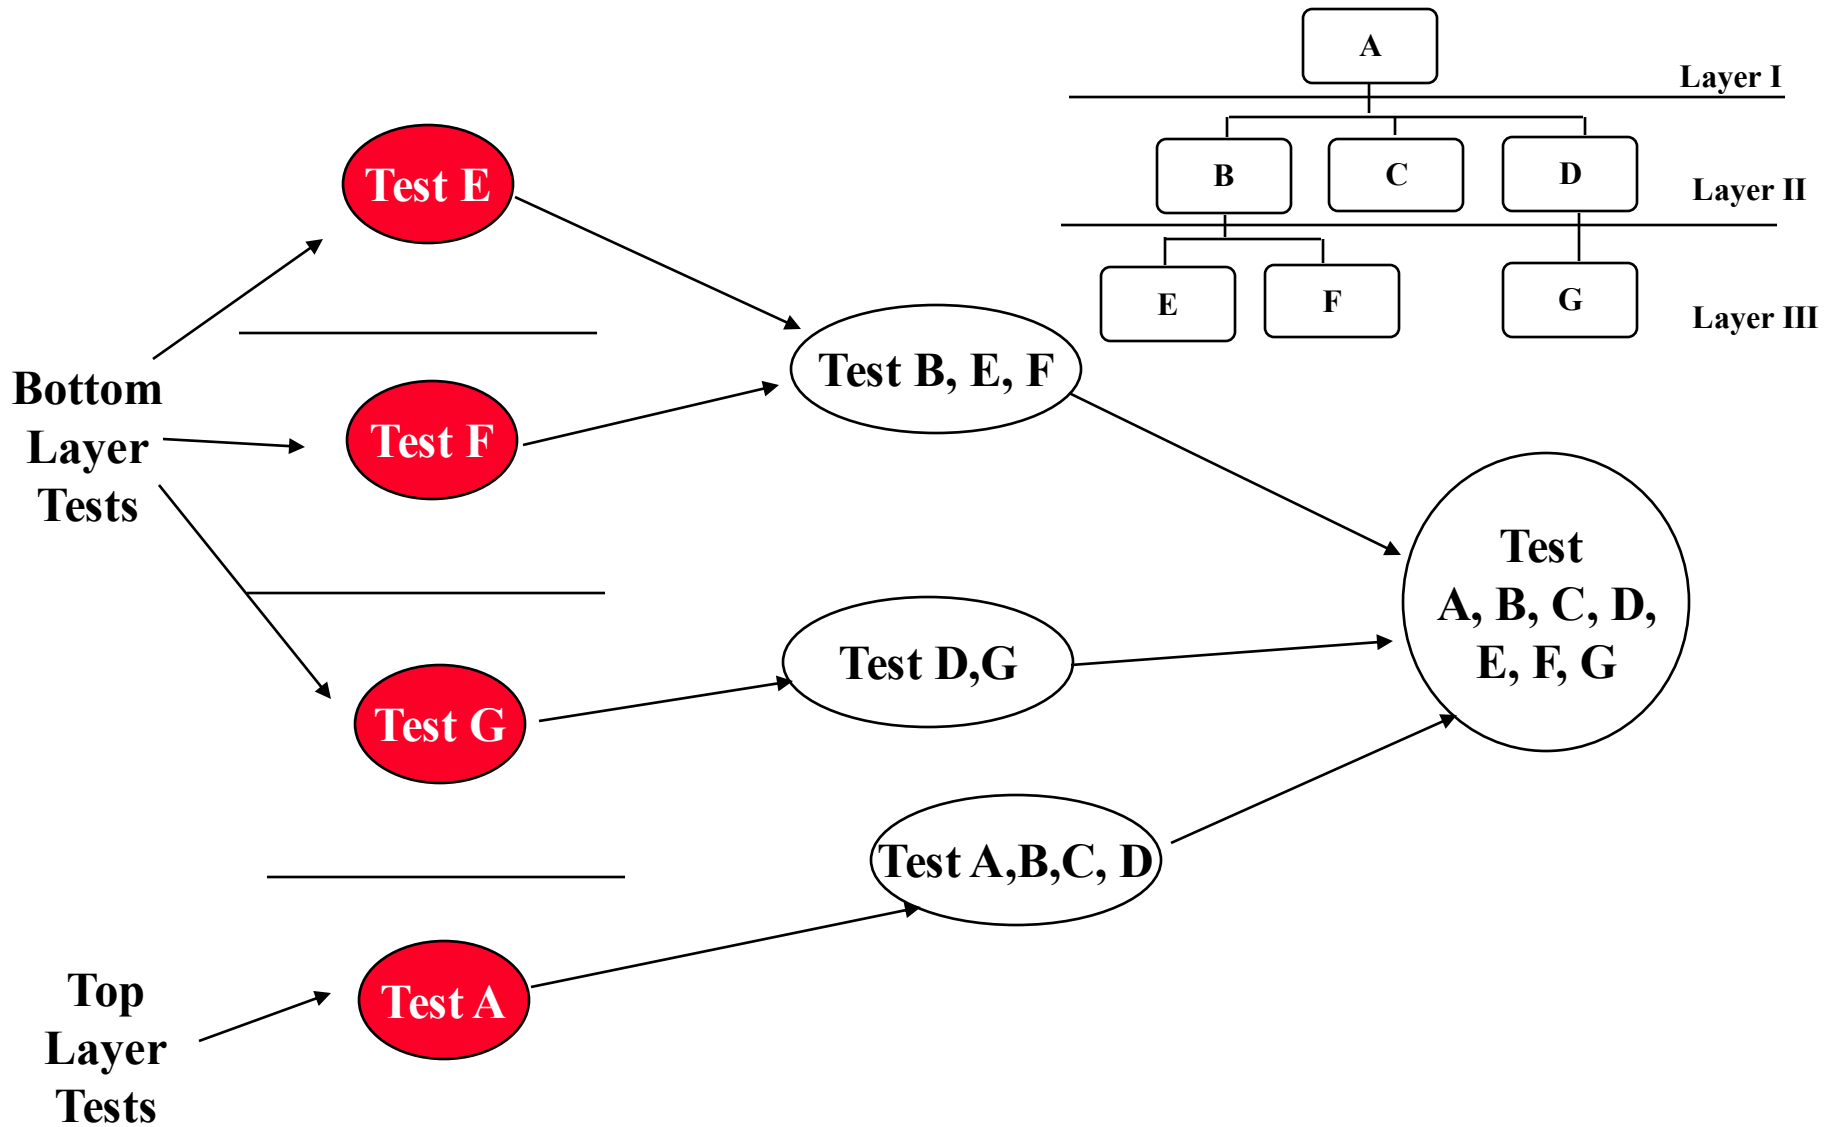 A
Layer I
B
C
D
Layer II
E
F
G
Layer III
Test E
Bottom
Layer
Tests
Test F
Test B, E, F
Test G
Test D,G
Test
A, B, C, D,
E, F, G
Test A,B,C, D
Top
Layer
Tests
Test A